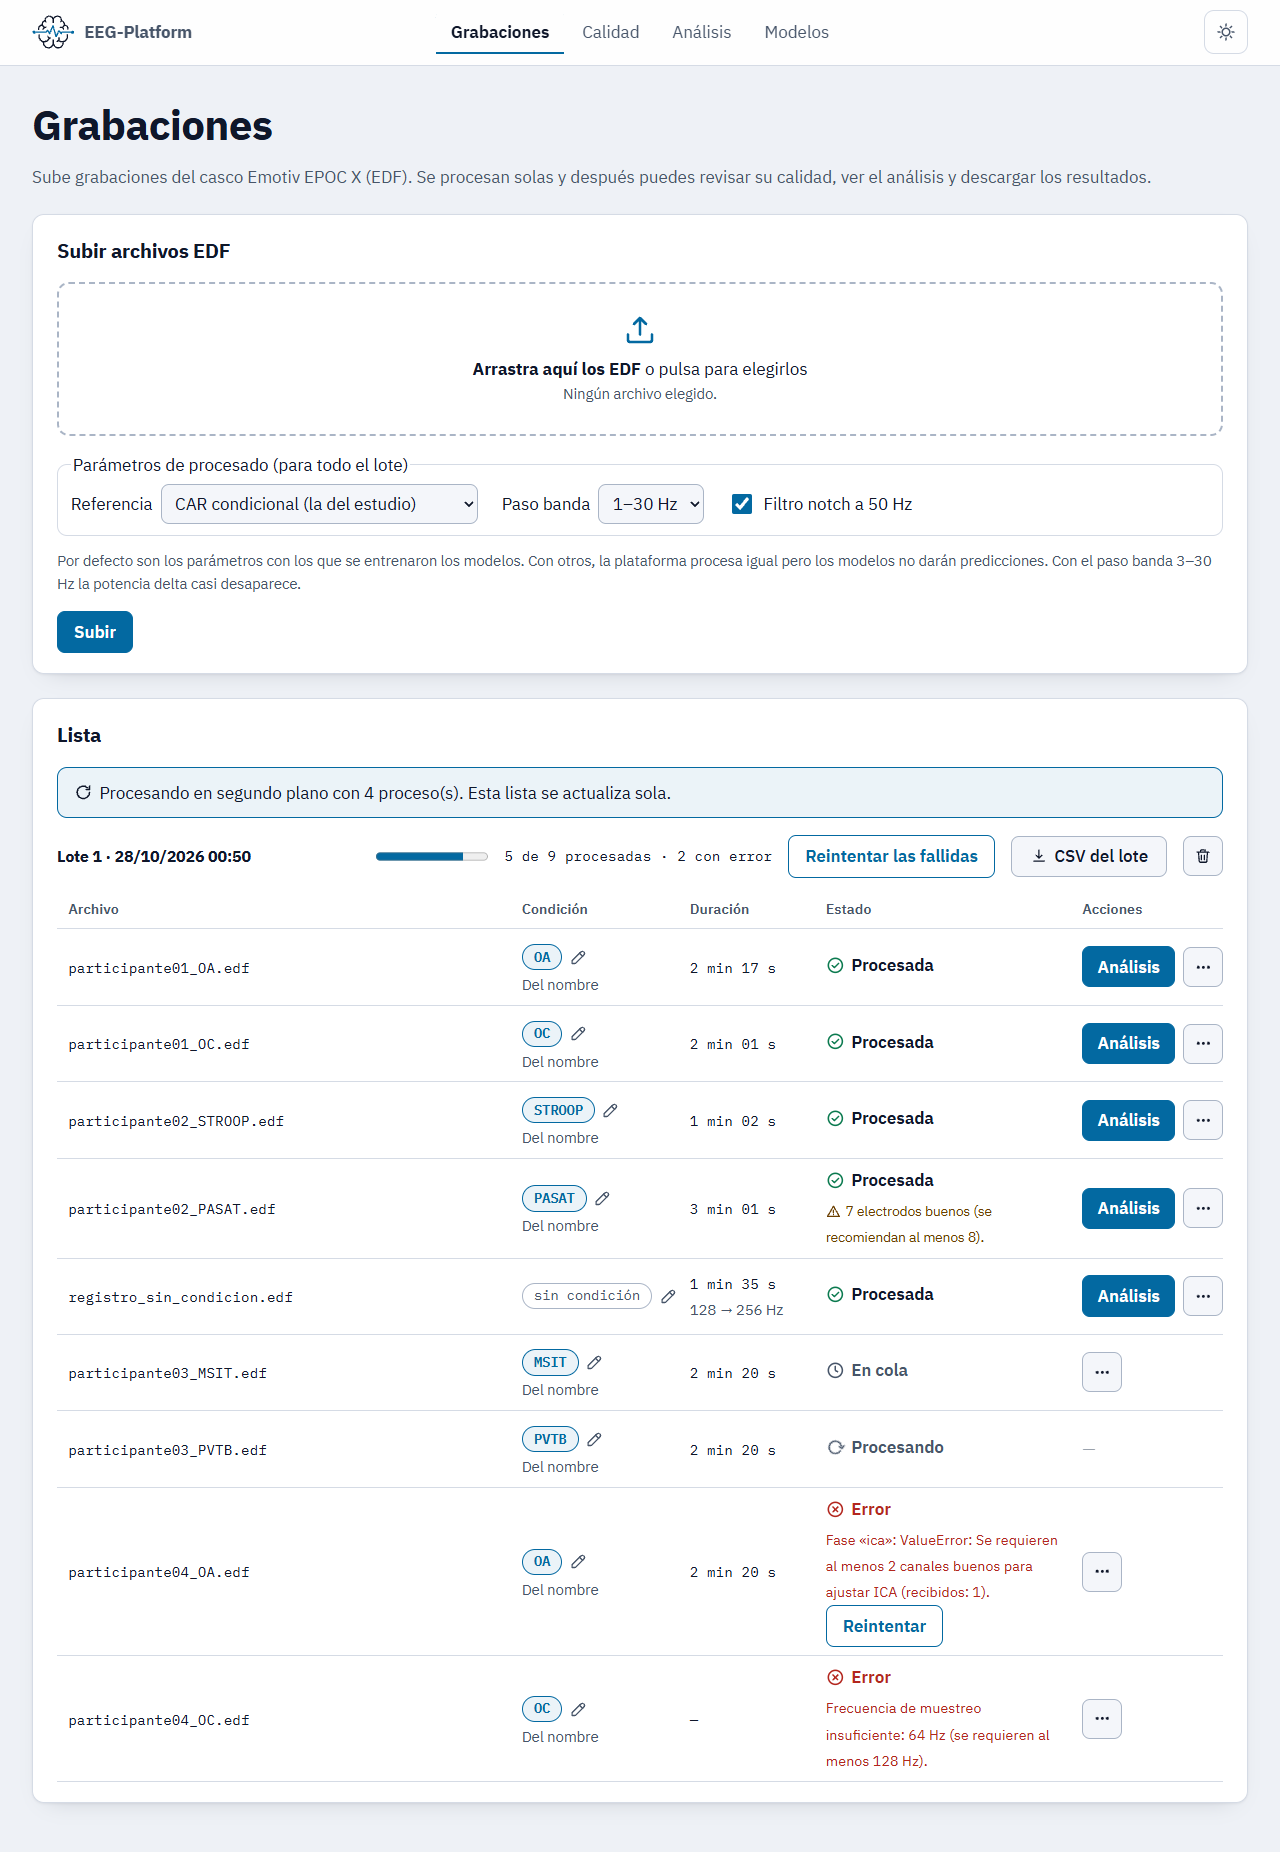 EEG-Platform
Grabaciones
Calidad
Análisis
Modelos
Grabaciones
Sube grabaciones del casco Emotiv EPOC X (EDF). Se procesan solas y después puedes revisar su calidad, ver el análisis y descargar los resultados.
Subir archivos EDF
Arrastra aquí los EDF o pulsa para elegirlos
Ningún archivo elegido.
Parámetros de procesado (para todo el lote)
Referencia CAR condicional (la del estudio) Paso banda 1–30 Hz Filtro notch a 50 Hz
Por defecto son los parámetros con los que se entrenaron los modelos. Con otros, la plataforma procesa igual pero los modelos no darán predicciones. Con el paso banda 3–30
Hz la potencia delta casi desaparece.
Subir
Lista
Procesando en segundo plano con 4 proceso(s). Esta lista se actualiza sola.
Lote 1 · 28/10/2026 00:50 5 de 9 procesadas · 2 con error Reintentar las fallidas CSV del lote
Archivo Condición Duración Estado Acciones
participante01_OA.edf OA Del nombre 2 min 17 s Procesada Análisis ···
participante01_OC.edf OC Del nombre 2 min 01 s Procesada Análisis ···
participante02_STROOP.edf STROOP Del nombre 1 min 02 s Procesada Análisis ···
participante02_PASAT.edf PASAT Del nombre 3 min 01 s Procesada
7 electrodos buenos (se
recomiendan al menos 8).
Análisis ···
registro_sin_condicion.edf sin condición 1 min 35 s
128 → 256 Hz
Procesada Análisis ···
participante03_MSIT.edf MSIT Del nombre 2 min 20 s En cola ···
participante03_PVTB.edf PVTB Del nombre 2 min 20 s Procesando —
participante04_OA.edf OA Del nombre 2 min 20 s Error
Fase «ica»: ValueError: Se requieren
al menos 2 canales buenos para
ajustar ICA (recibidos: 1).
Reintentar
···
participante04_OC.edf OC Del nombre – Error
Frecuencia de muestreo
insuficiente: 64 Hz (se requieren al
menos 128 Hz).
···